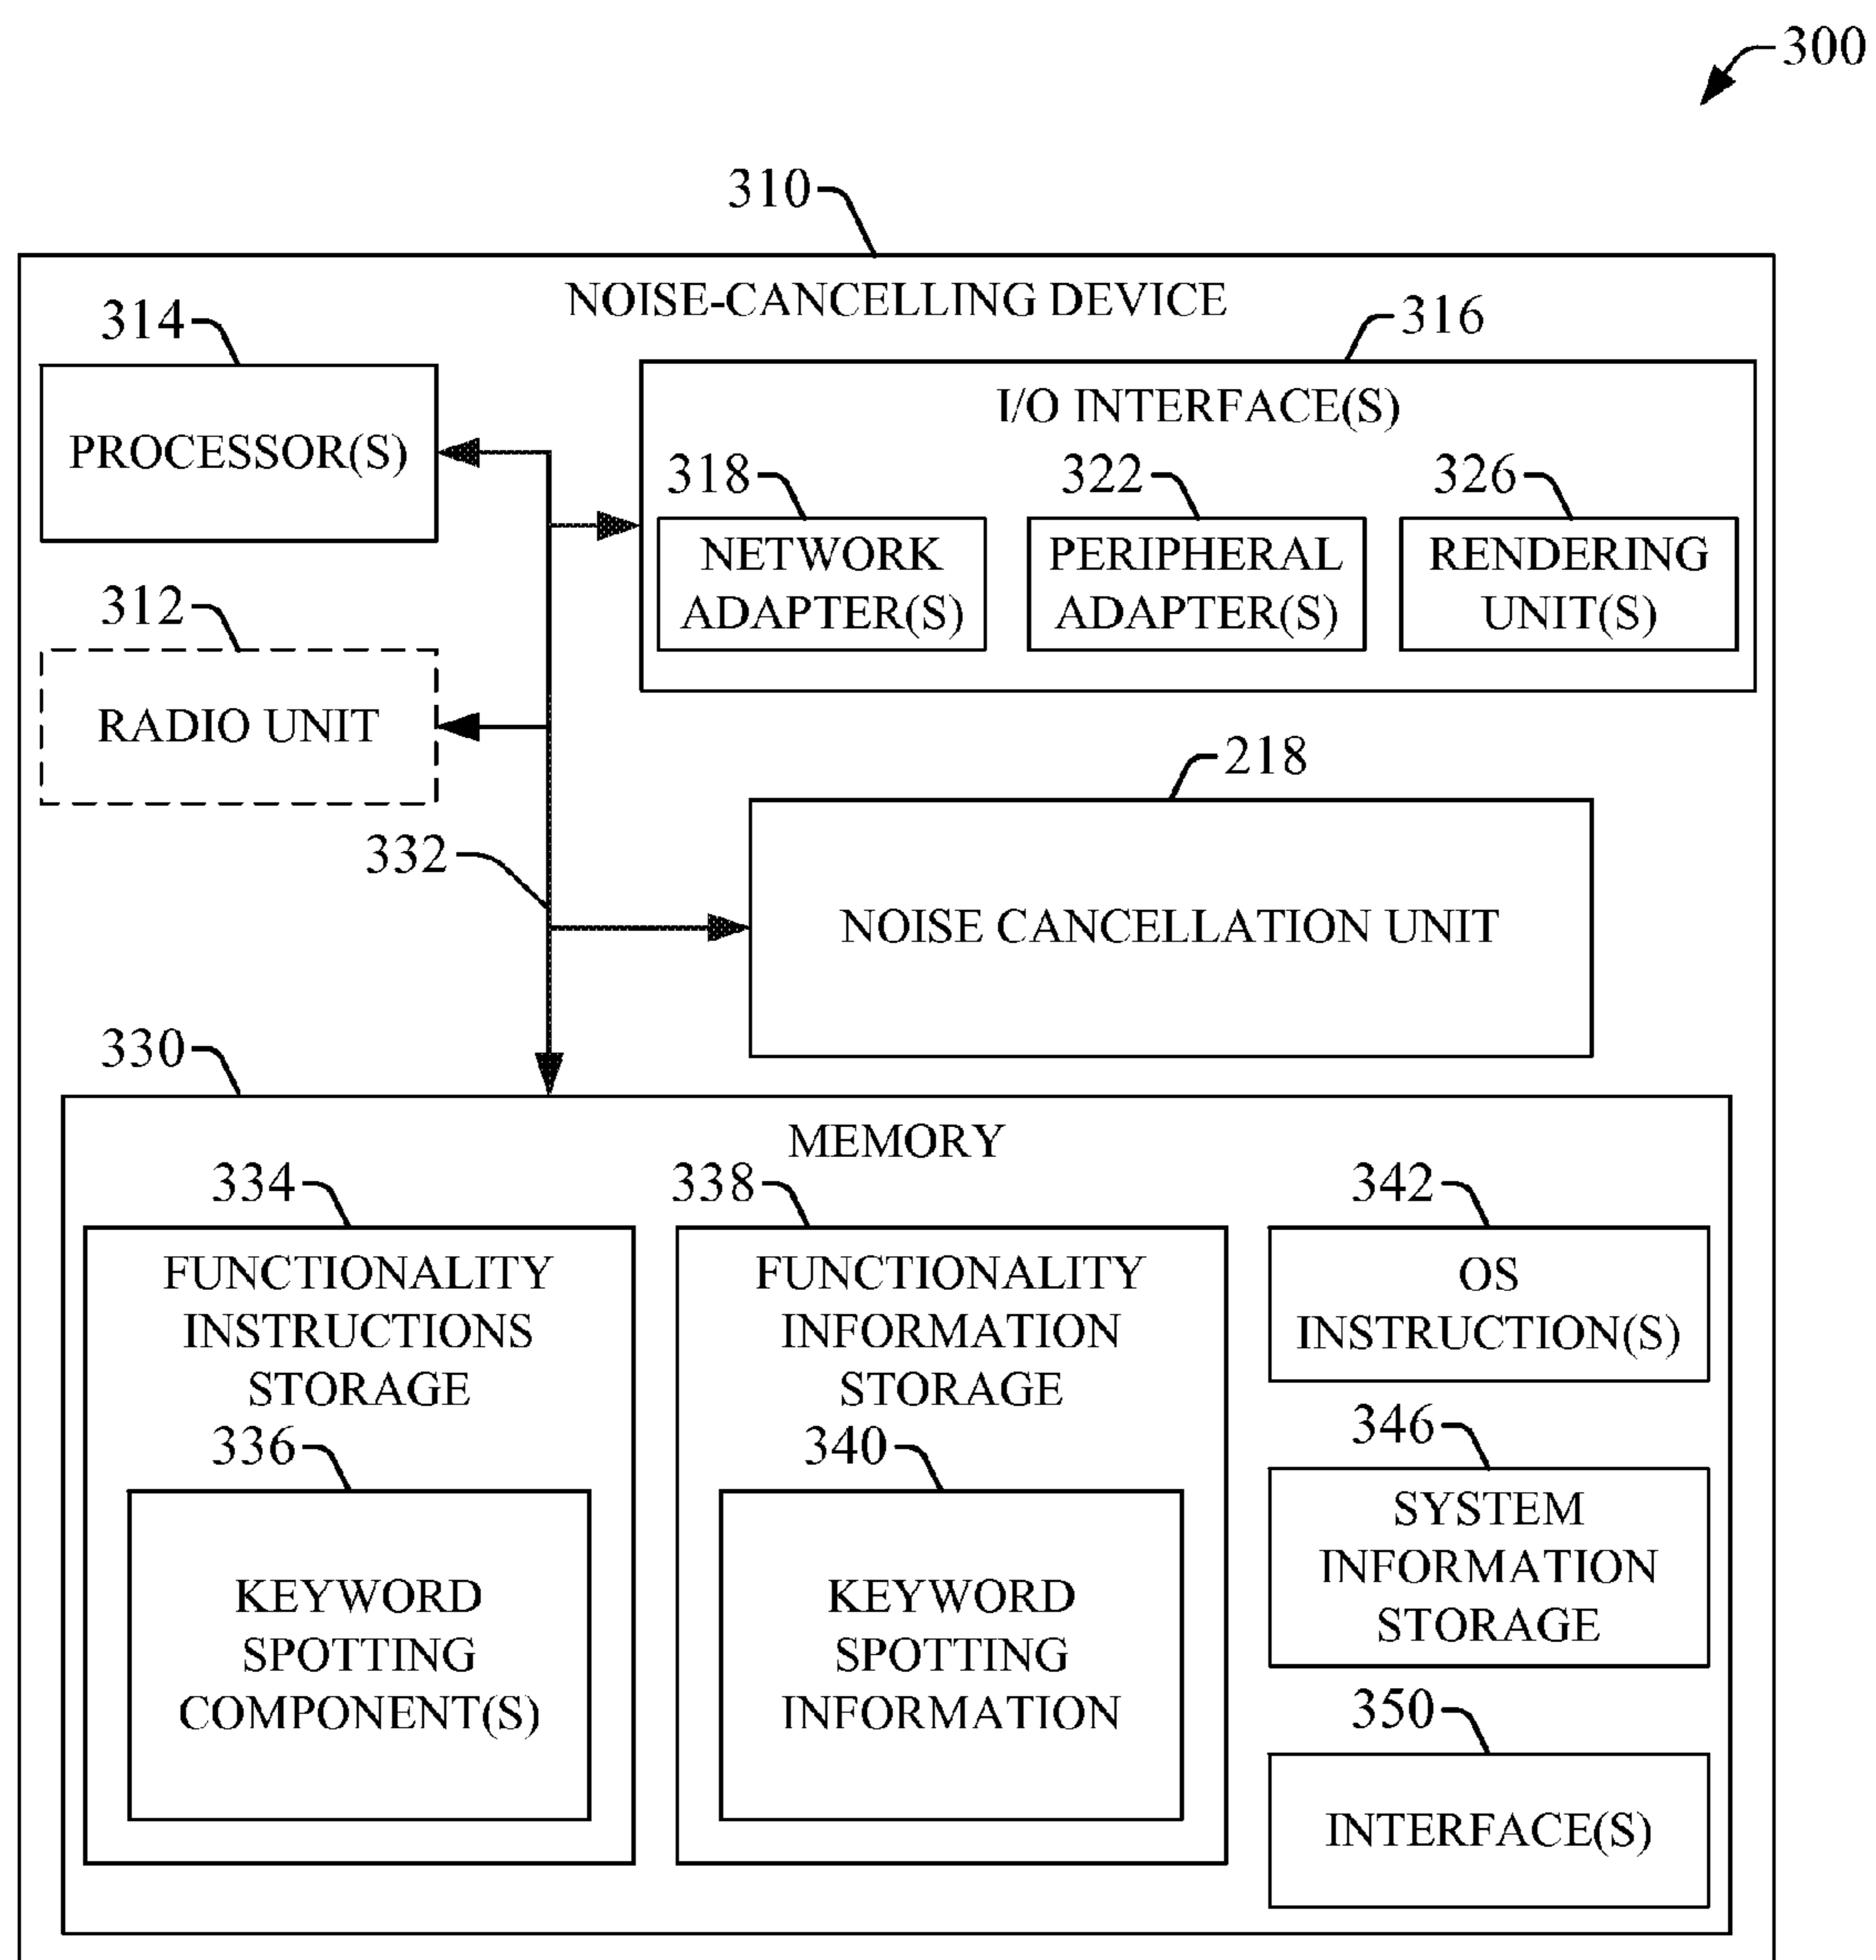 300
310
NOISE-CANCELLING DEVICE
314
PROCESSOR(S)
316
I/O INTERFACE(S)
318
NETWORK
ADAPTER(S)
322
PERIPHERAL
ADAPTER(S)
326
RENDERING
UNIT(S)
312
RADIO UNIT
218
NOISE CANCELLATION UNIT
332
330
MEMORY
334
FUNCTIONALITY
INSTRUCTIONS
STORAGE
336
KEYWORD
SPOTTING
COMPONENT(S)
338
FUNCTIONALITY
INFORMATION
STORAGE
340
KEYWORD
SPOTTING
INFORMATION
342
OS
INSTRUCTION(S)
346
SYSTEM
INFORMATION
STORAGE
350
INTERFACE(S)